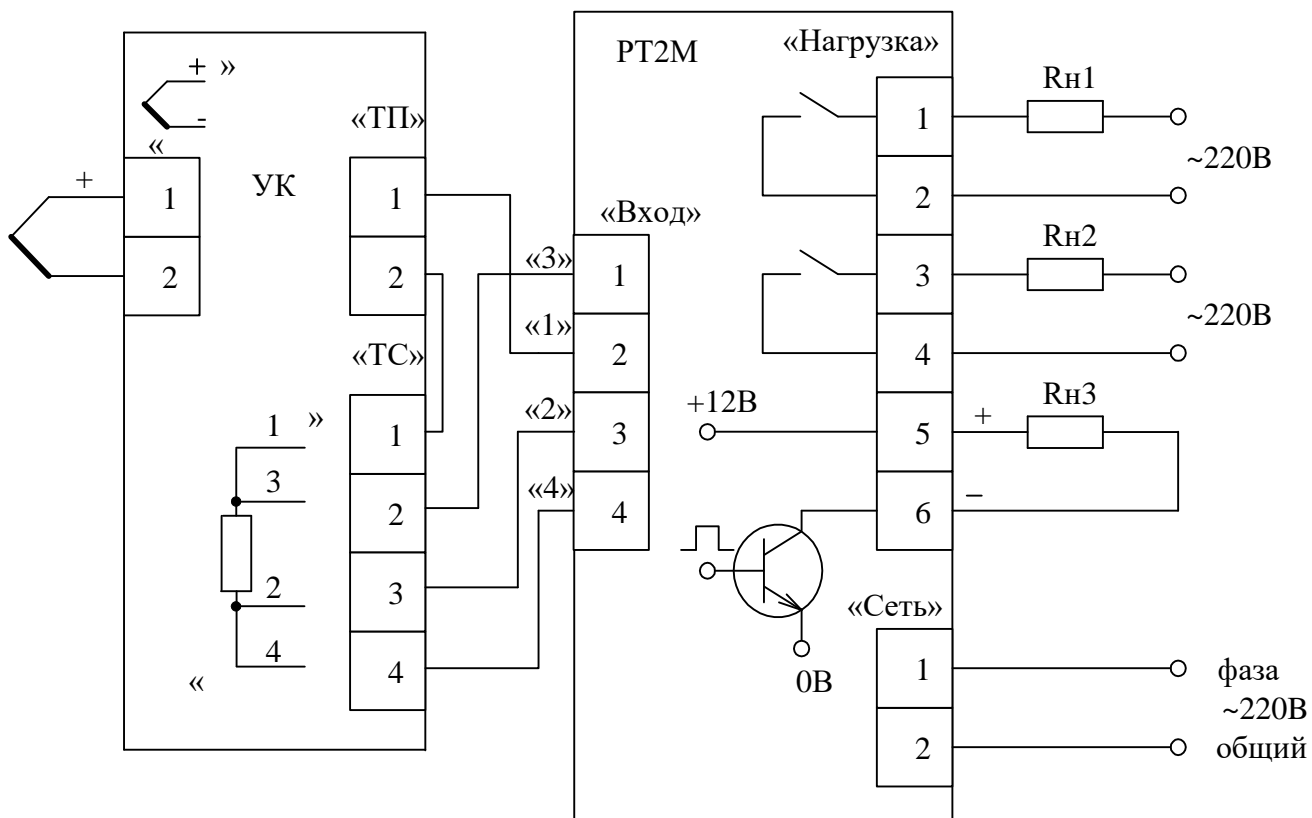 + »
-
«
УК
+
1
2
«ТП»
1
2
«ТС»
1
2
3
4
1 »
3
2
4
«
РТ2М
«Вход»
«3» 1
«1» 2
«2» 3
«4» 4
«Нагрузка»
1
2
3
4
5
6
Rн1
~220В
Rн2
~220В
+12В
+ Rн3
–
0В
«Сеть»
1
2
фаза
~220В
общий